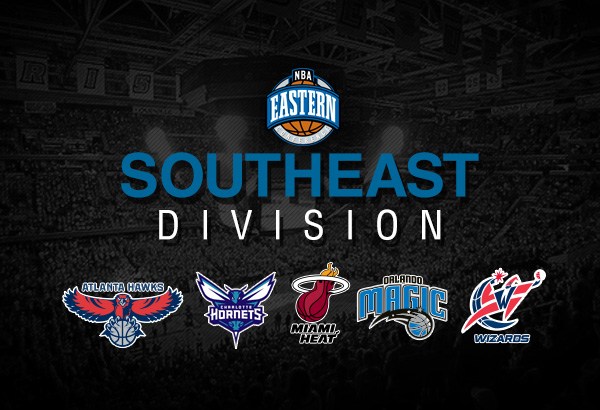 NBA
EASTERN
SOUTHEAST
DIVISION
ATLANTA HAWKS
CHARLOTTE
HORNETS
MIAMI
HEAT
ORLANDO
MAGIC
WIZARDS